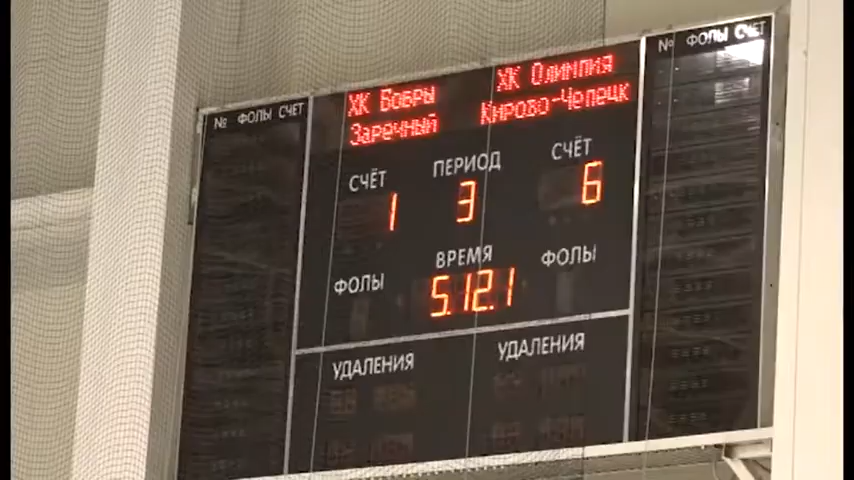 № ФОЛЫ СЧЕТ
ХК Бобры
Заречный
ХК Олимпия
Кирово-Чепецк
№ ФОЛЫ СЧЕТ
СЧЁТ ПЕРИОД СЧЁТ
1 3 6
ВРЕМЯ
ФОЛЫ 5.12.1 ФОЛЫ
УДАЛЕНИЯ УДАЛЕНИЯ